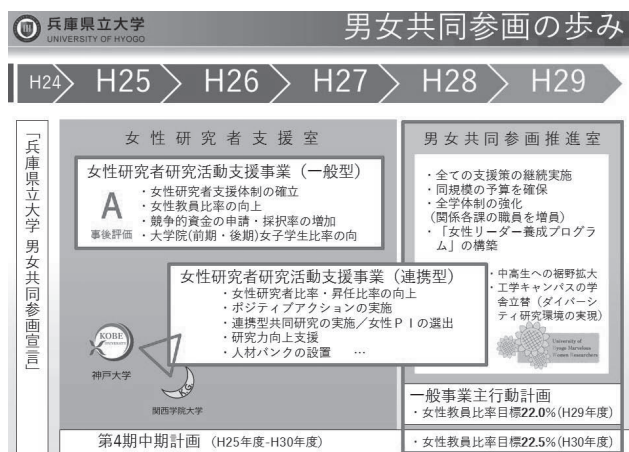 兵庫県立大学
UNIVERSITY OF HYOGO
男女共同参画の歩み
H24
H25
H26
H27
H28
H29
「兵庫県立大学 男女共同参画宣言」
女性研究者支援室
女性研究者研究活動支援事業（一般型）
A
事後評価
・女性研究者支援体制の確立
・女性教員比率の向上
・競争的資金の申請・採択率の増加
・大学院(前期・後期)女子学生比率の向
女性研究者研究活動支援事業（連携型）
・女性研究者比率・昇任比率の向上
・ポジティブアクションの実施
・連携型共同研究の実施／女性ＰＩの選出
・研究力向上支援
・人材バンクの設置　…
KOBE
神戸大学
関西学院大学
男女共同参画推進室
・全ての支援策の継続実施
・同規模の予算を確保
・全学体制の強化
(関係各課の職員を増員)
・「女性リーダー養成プログラ
ム」の構築
・中高生への裾野拡大
・工学キャンパスの学
舎立替（ダイバーシ
ティ研究環境の実現）
University of
Hyogo Marvelous
Women Researchers
一般事業主行動計画
・女性教員比率目標22.0%(H29年度)
第4期中期計画（H25年度-H30年度）
・女性教員比率目標22.5%(H30年度)